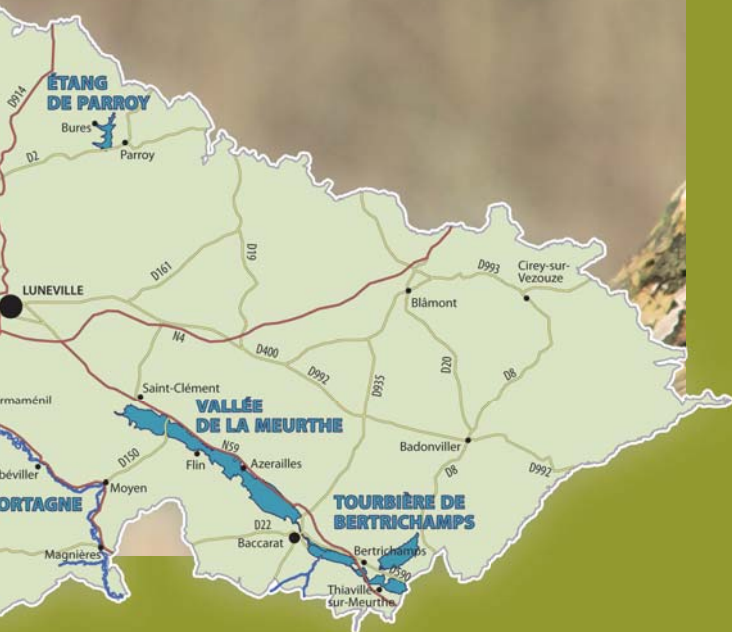 D914
ÉTANG
DE PARROY
Bures
Parroy
D2
D19
D161
D993
Cirey-sur-
Vezouze
LUNEVILLE
Blâmont
N4
D400
D992
D935
D20
D8
Saint-Clément
rmaménil
VALLÉE
DE LA MEURTHE
N59
Badonviller
D150
Flin
Azerailles
béville
D8
D992
Moyen
ORTAGNE
TOURBIÈRE DE
BERTRICHAMPS
D22
Baccarat
Bertrichamps
Magnières
D590
Thiaville
sur-Meurthe